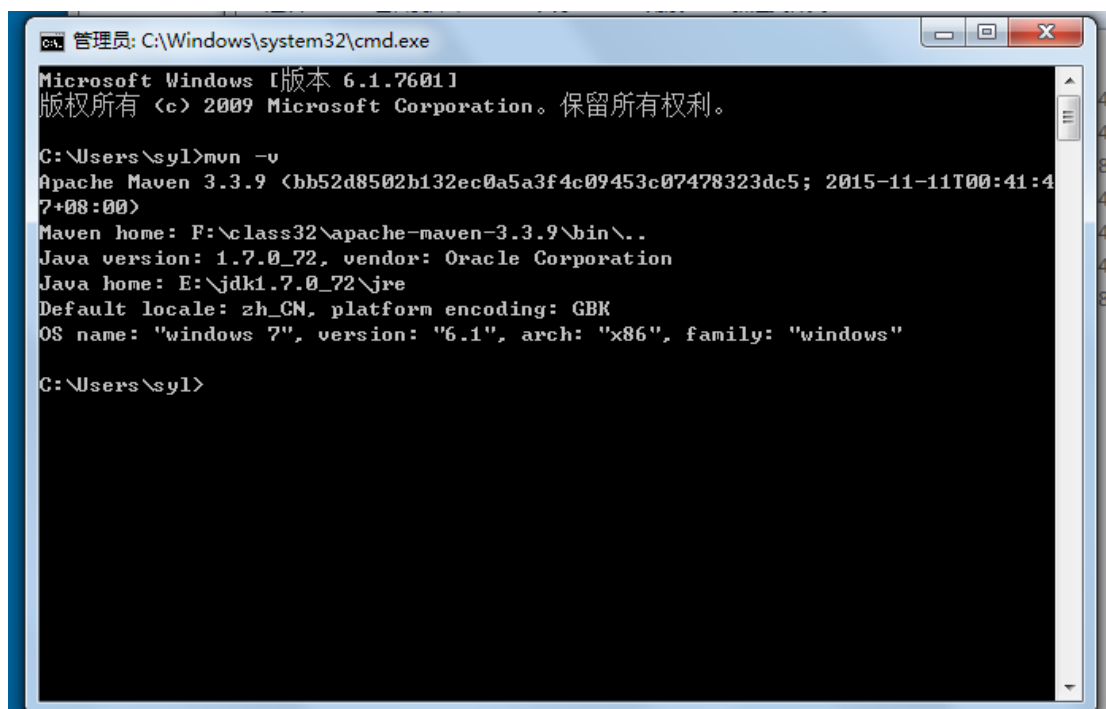 管理员: C:\Windows\system32\cmd.exe
Microsoft Windows [版本 6.1.7601]
版权所有 (c) 2009 Microsoft Corporation。保留所有权利。
C:\Users\syl>mvn -v
Apache Maven 3.3.9 (bb52d8502b132ec0a5a3f4c09453c07478323dc5; 2015-11-11T00:41:4
7+08:00)
Maven home: F:\class32\apache-maven-3.3.9\bin\..
Java version: 1.7.0_72, vendor: Oracle Corporation
Java home: E:\jdk1.7.0_72\jre
Default locale: zh_CN, platform encoding: GBK
OS name: "windows 7", version: "6.1", arch: "x86", family: "windows"
C:\Users\syl>